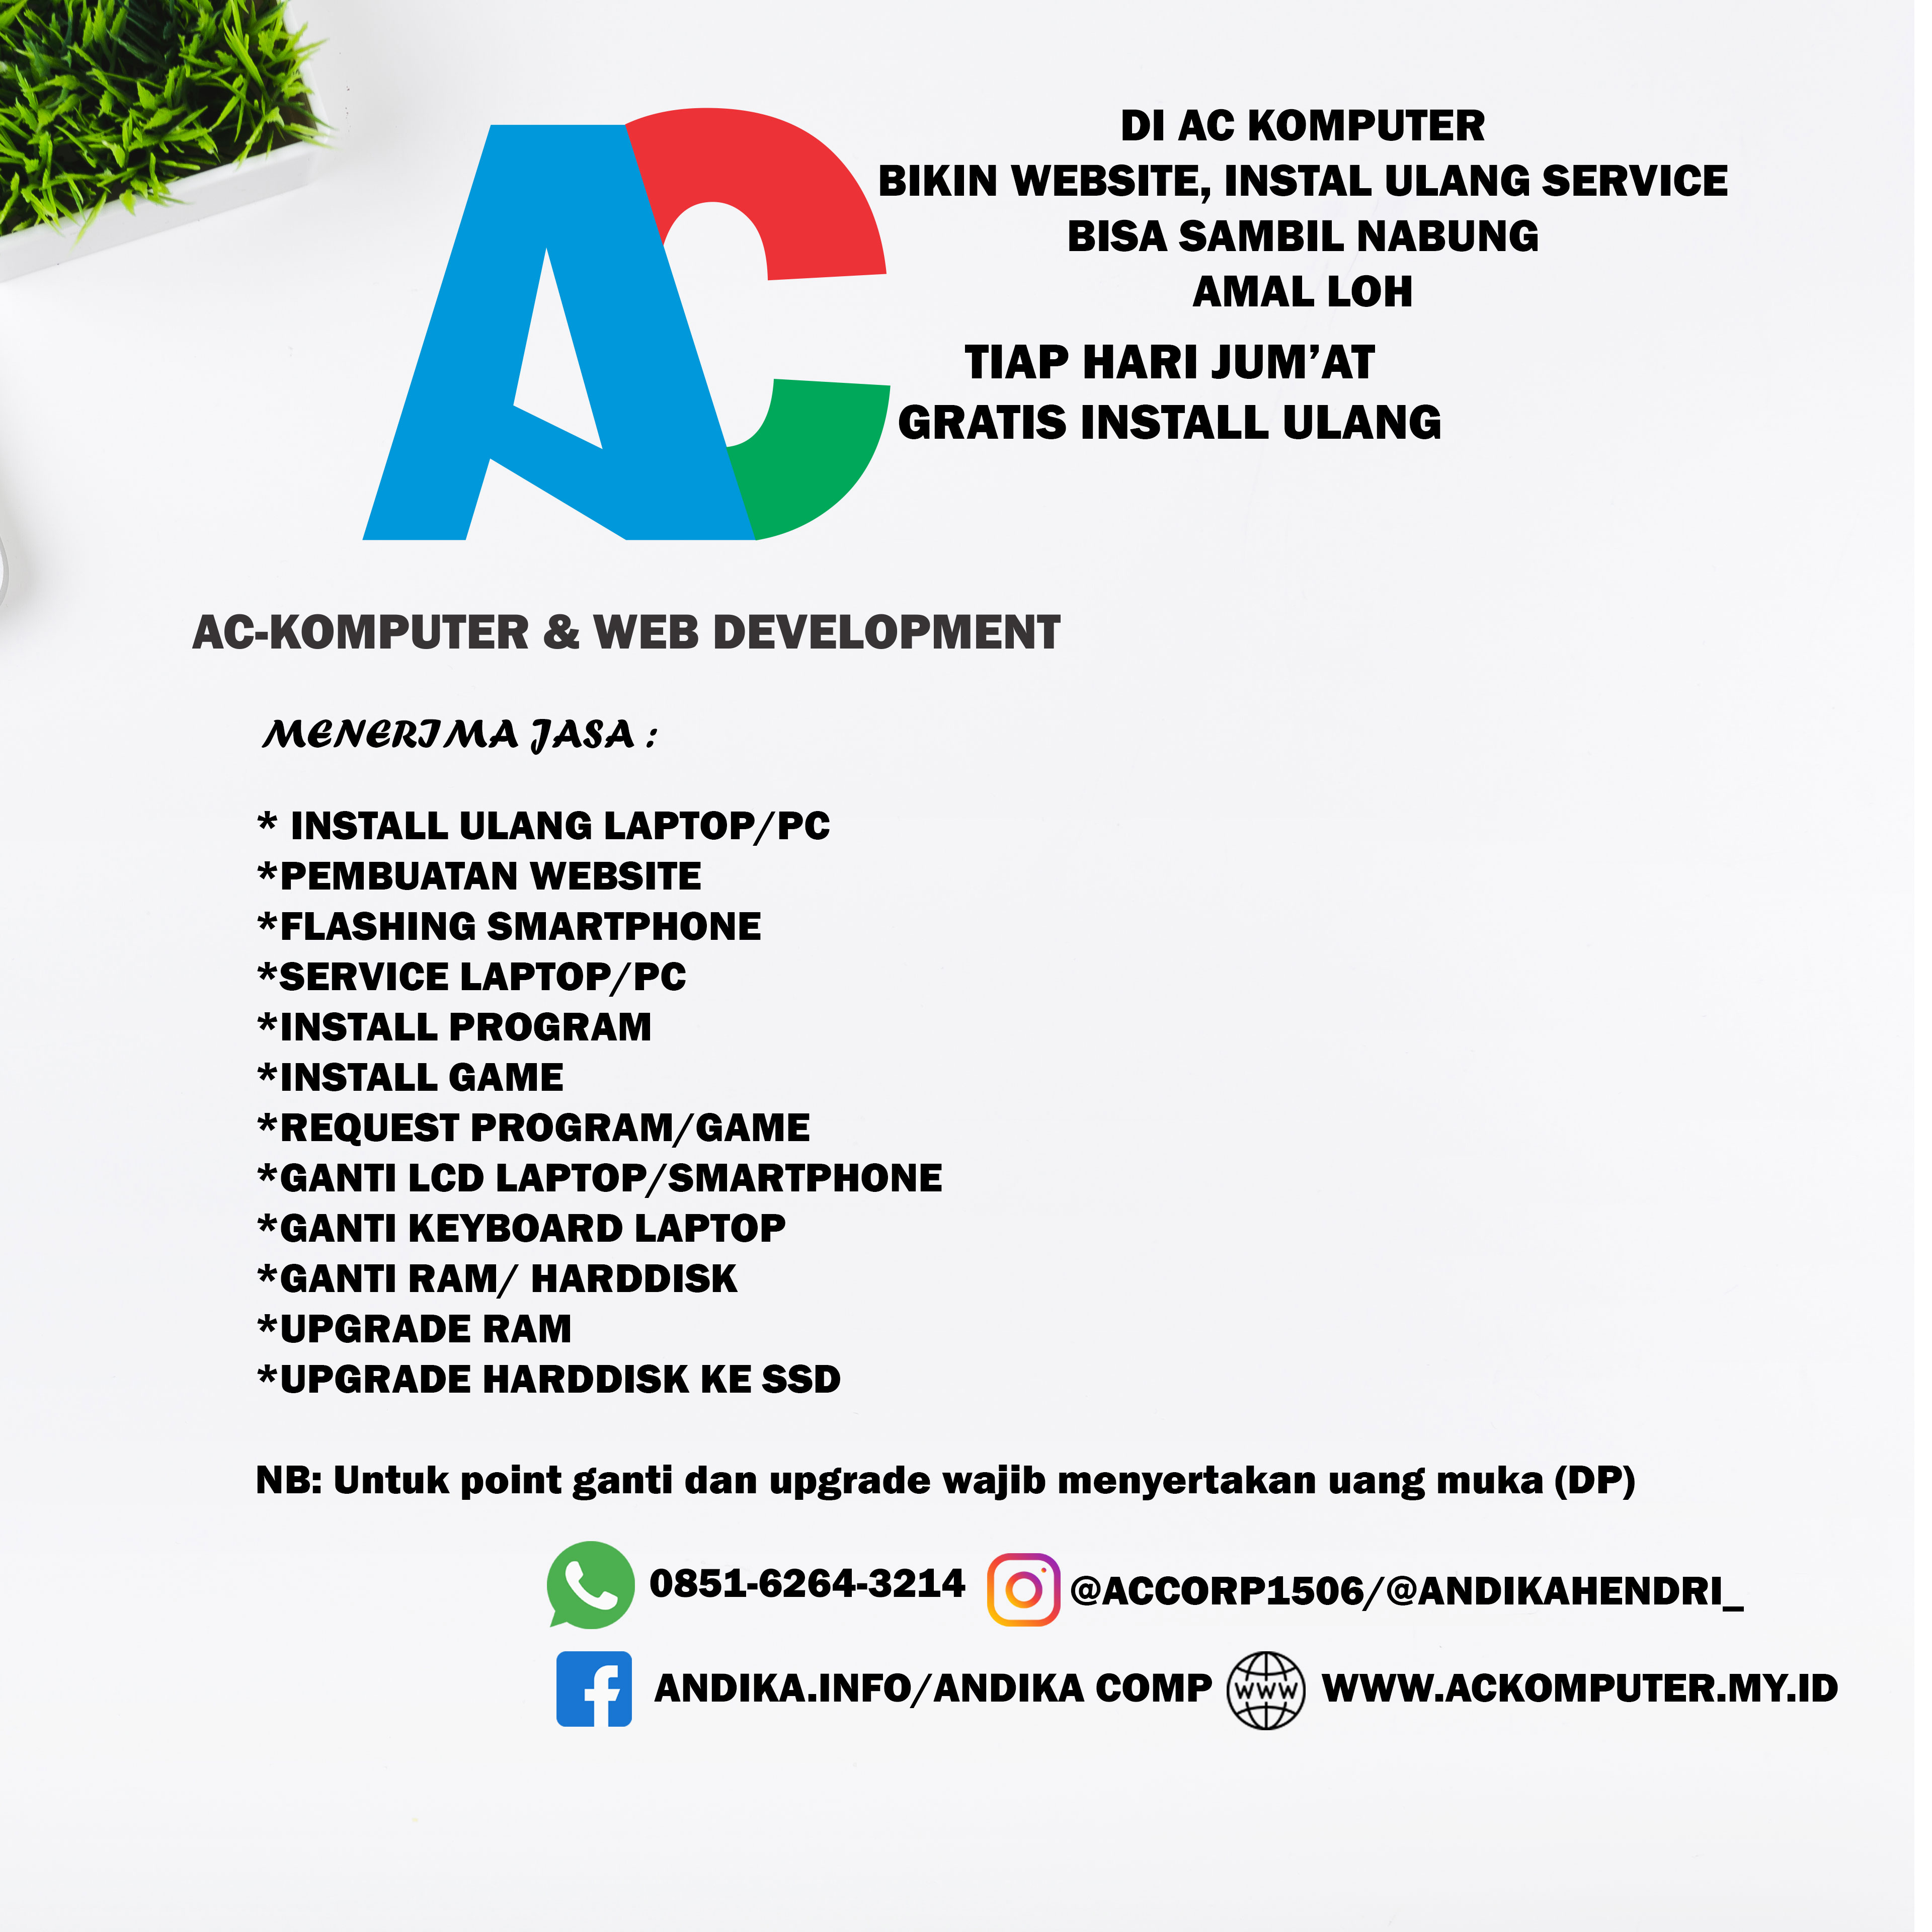 AC
DI AC KOMPUTER
BIKIN WEBSITE, INSTAL ULANG SERVICE
BISA SAMBIL NABUNG
AMAL LOH
TIAP HARI JUM’AT
GRATIS INSTALL ULANG
AC-KOMPUTER & WEB DEVELOPMENT
MENERIMA JASA :
* INSTALL ULANG LAPTOP/PC
*PEMBUATAN WEBSITE
*FLASHING SMARTPHONE
*SERVICE LAPTOP/PC
*INSTALL PROGRAM
*INSTALL GAME
*REQUEST PROGRAM/GAME
*GANTI LCD LAPTOP/SMARTPHONE
*GANTI KEYBOARD LAPTOP
*GANTI RAM/ HARDDISK
*UPGRADE RAM
*UPGRADE HARDDISK KE SSD
NB: Untuk point ganti dan upgrade wajib menyertakan uang muka (DP)
0851-6264-3214 @ACCORP1506/@ANDIKAHENDRI_
ANDIKA.INFO/ANDIKA COMP WWW WWW.ACKOMPUTER.MY.ID